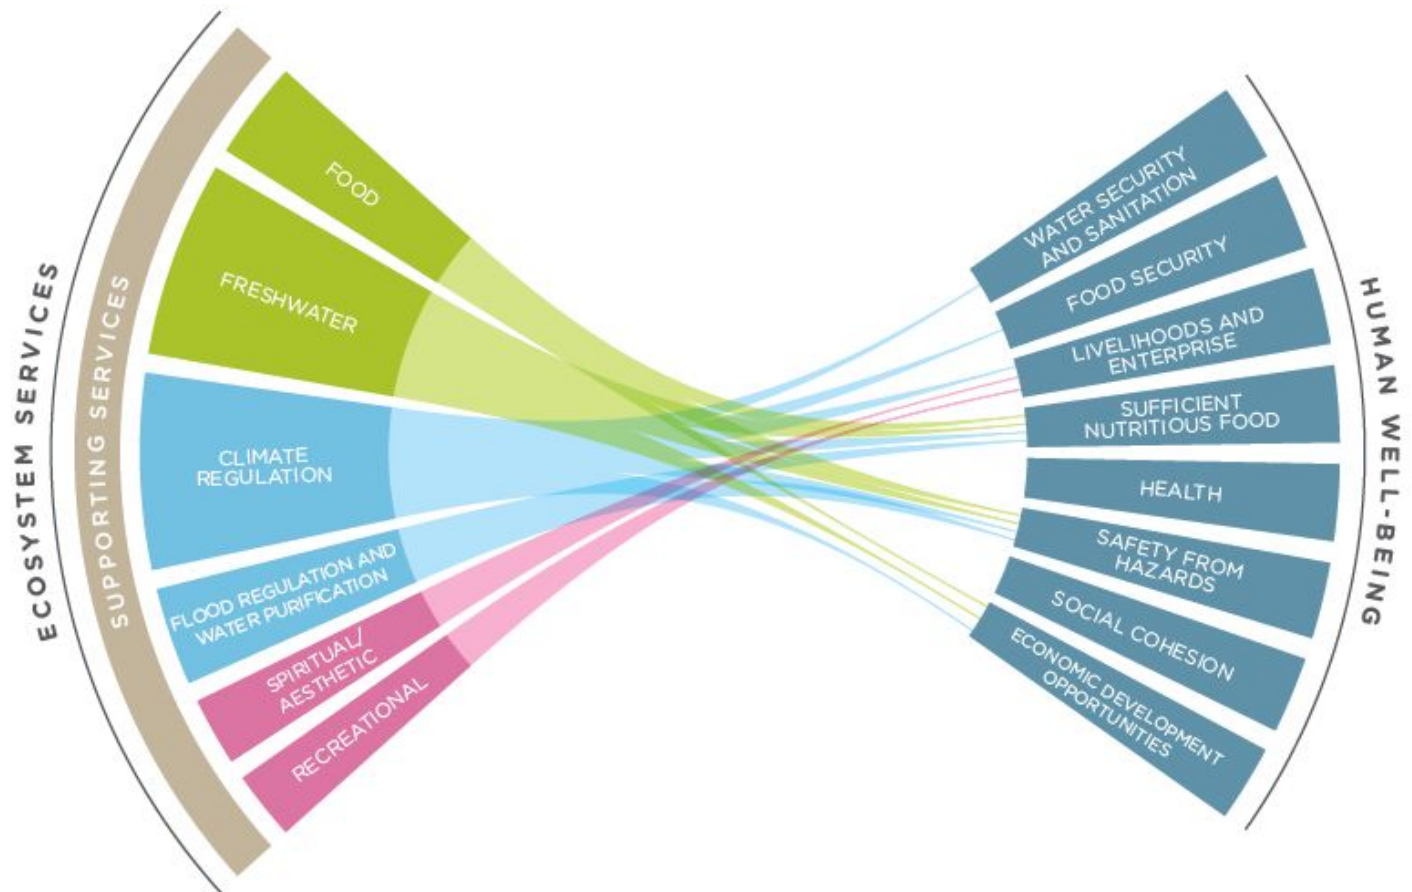 ECOSYSTEM SERVICES
SUPPORTING SERVICES
FOOD
FRESHWATER
CLIMATE
REGULATION
FLOOD REGULATION AND
WATER PURIFICATION
SPIRITUAL/
AESTHETIC
RECREATIONAL
WATER SECURITY
AND SANITATION
FOOD SECURITY
LIVELIHOODS AND
ENTERPRISE
SUFFICIENT
NUTRITIOUS FOOD
HEALTH
SAFETY FROM
HAZARDS
SOCIAL COHESION
ECONOMIC DEVELOPMENT
OPPORTUNITIES
HUMAN WELL-BEING